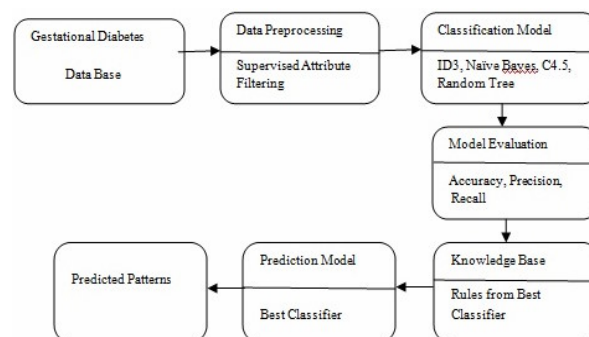 Gestational Diabetes
Data Base
Data Preprocessing
Supervised Attribute
Filtering
Classification Model
ID3, Naïve Bayes, C4.5,
Random Tree
Model Evaluation
Accuracy, Precision,
Recall
Knowledge Base
Rules from Best
Classifier
Prediction Model
Best Classifier
Predicted Patterns